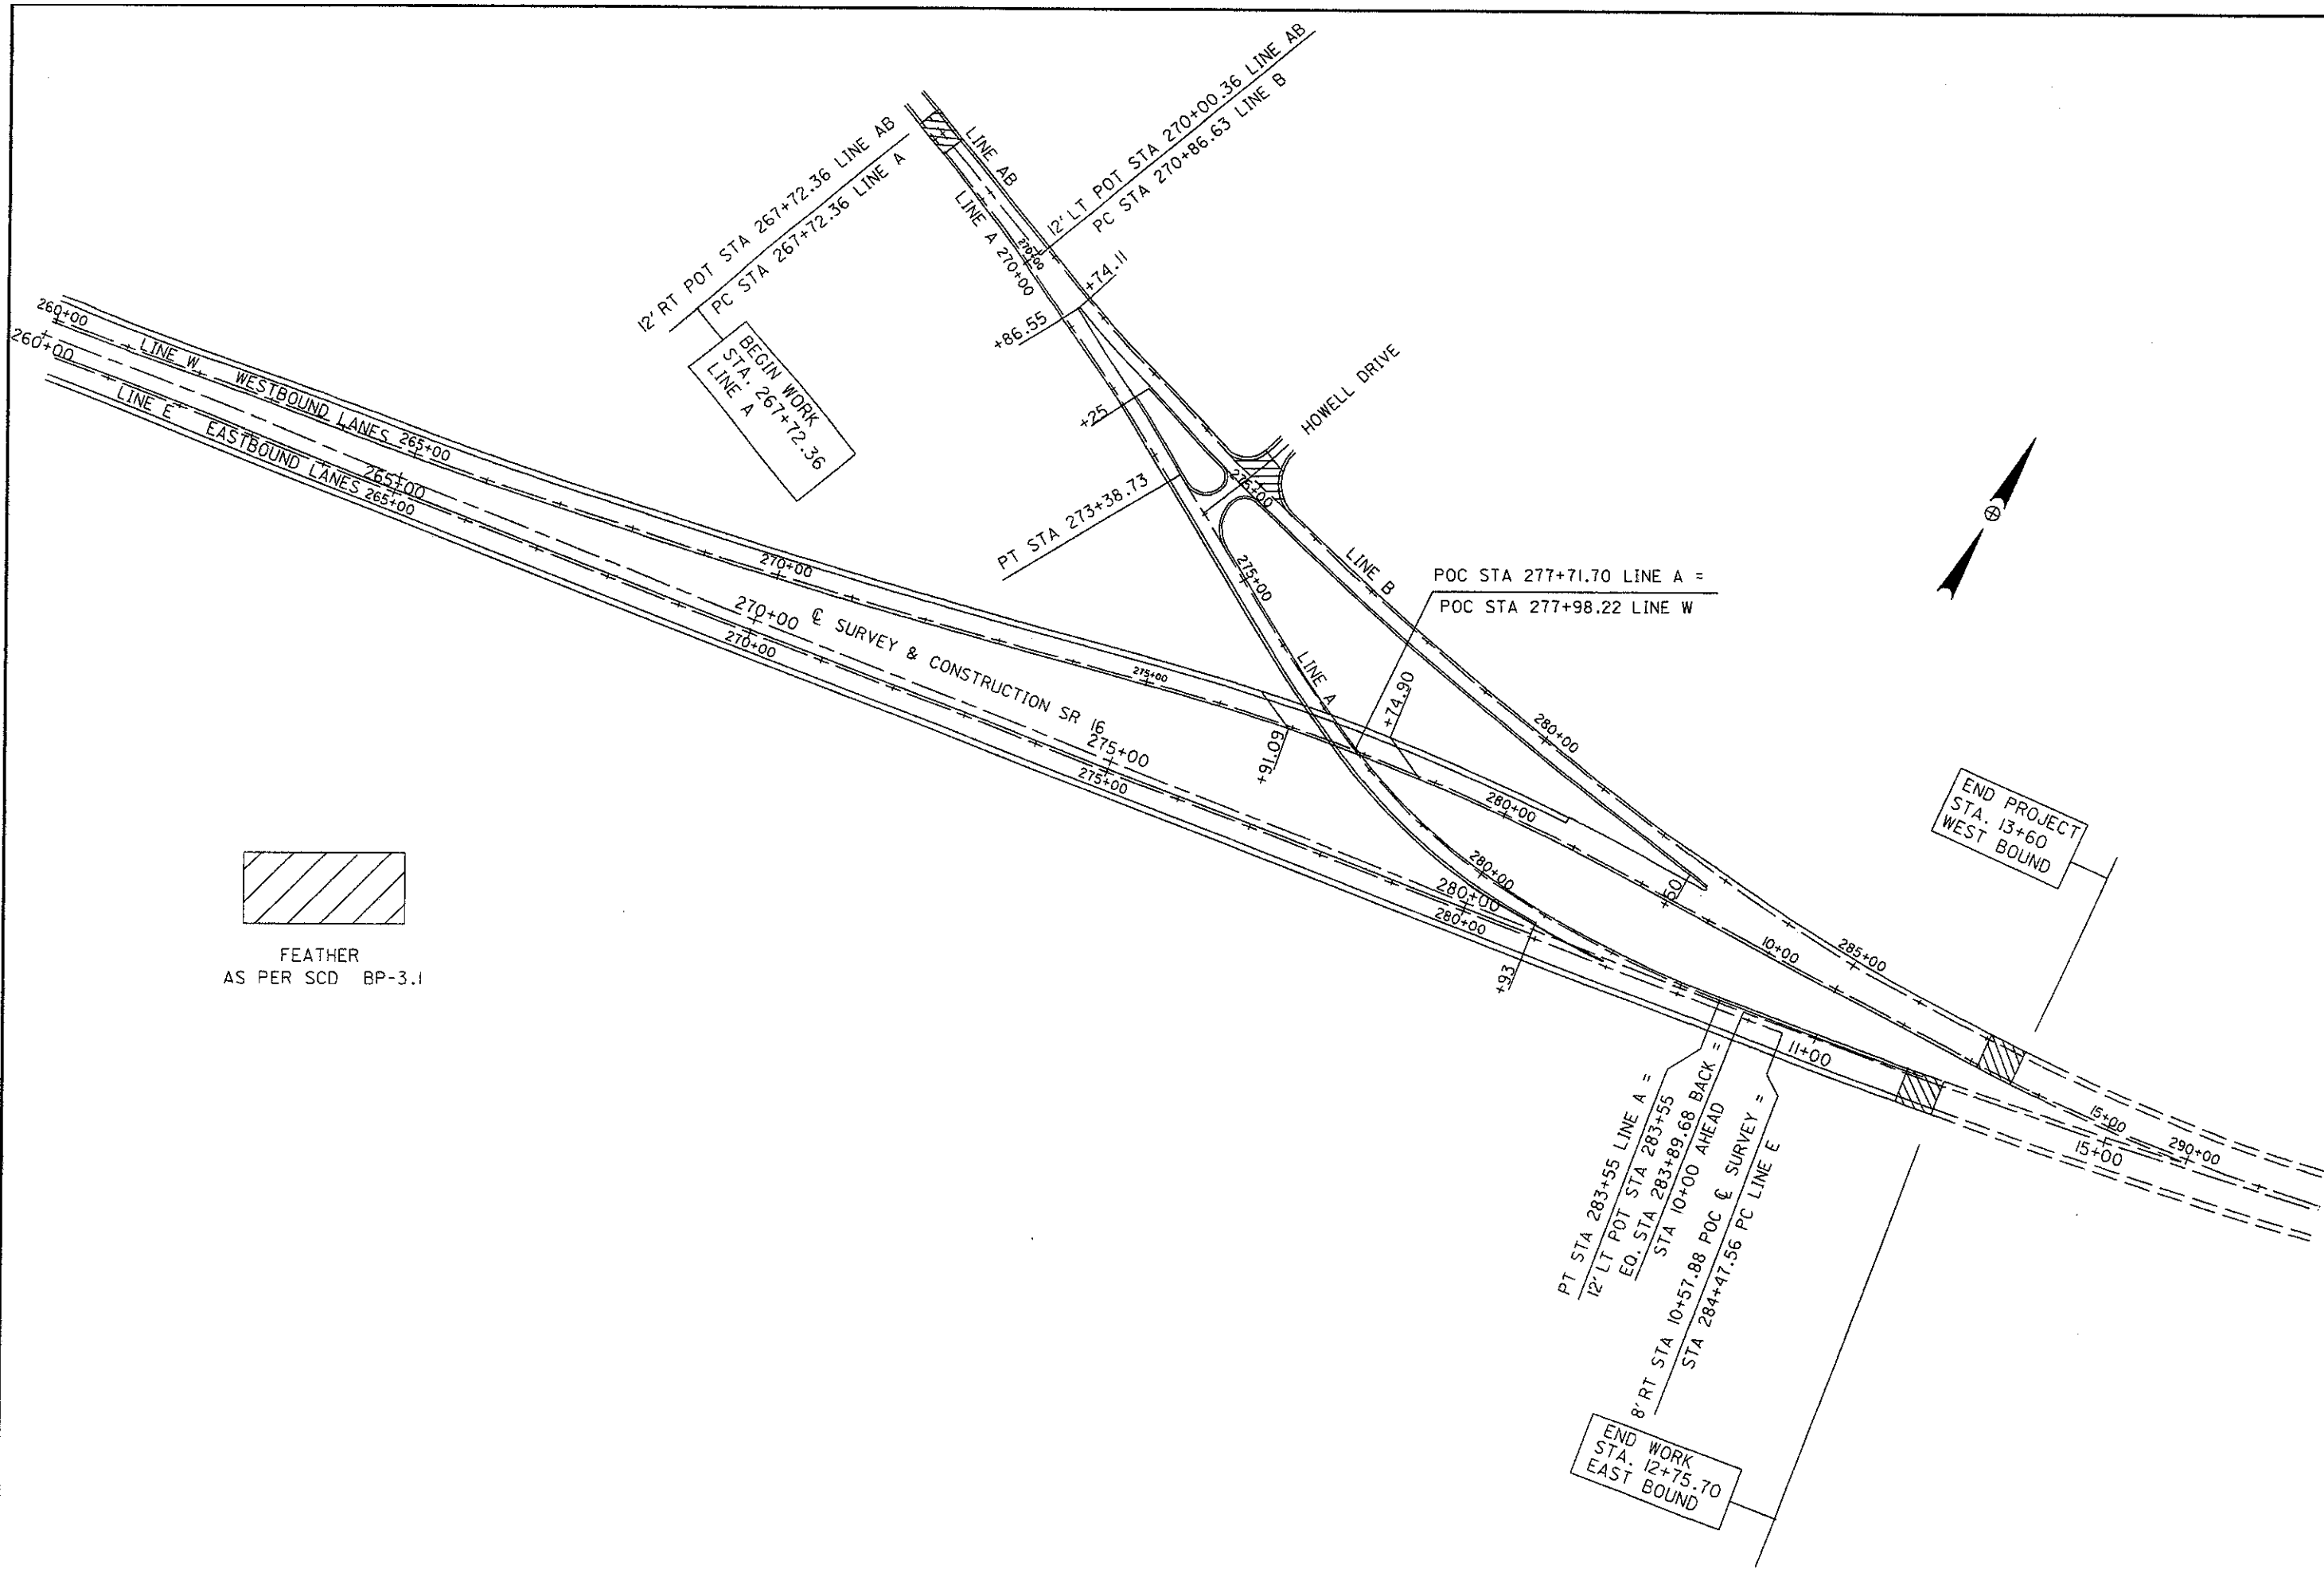 12' RT POT STA 267+72.36 LINE AB
PC STA 267+72.36 LINE A
BEGIN WORK
STA. 267+72.36
LINE A
LINE AB
LINE A 270+00
270+00
12' LT POT STA 270+00.36 LINE AB
PC STA 270+86.63 LINE B
+74.11
+86.55
+25
HOWELL DRIVE
275+00
PT STA 273+38.73
275+00
LINE B
LINE A
POC STA 277+71.70 LINE A =
POC STA 277+98.22 LINE W
+74.90
+91.09
260+00
260+00
LINE W
WESTBOUND LANES 265+00
LINE E
EASTBOUND LANES 265+00
265+00
270+00
270+00
270+00
℄ SURVEY & CONSTRUCTION SR 16
275+00
275+00
275+00
280+00
280+00
280+00
280+00
280+00
+50
+93
10+00
285+00
END PROJECT
STA. 13+60
WEST BOUND
FEATHER
AS PER SCD BP-3.1
11+00
15+00
15+00
290+00
PT STA 283+55 LINE A =
12' LT POT STA 283+55
EQ. STA 283+89.68 BACK =
STA 10+00 AHEAD
8' RT STA 10+57.88 POC ℄ SURVEY =
STA 284+47.56 PC LINE E
END WORK
STA. 12+75.70
EAST BOUND